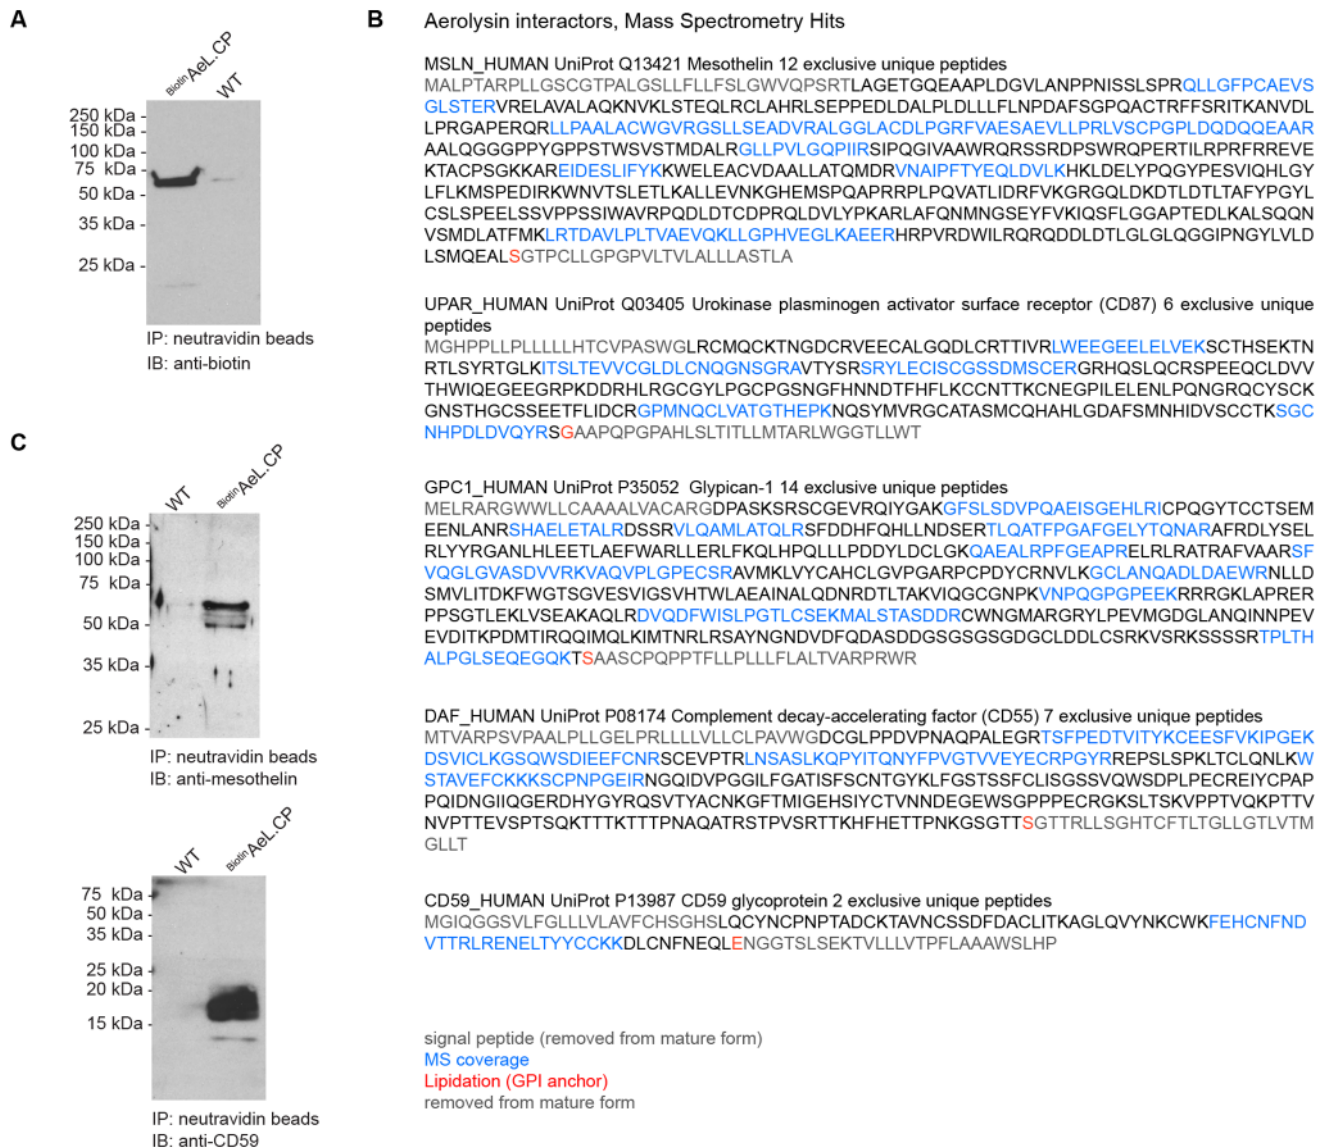 A
BiotinAeL.CP
WT
250 kDa -
150 kDa -
100 kDa -
75 kDa -
50 kDa -
35 kDa -
25 kDa -
IP: neutravidin beads
IB: anti-biotin
B
Aerolysin interactors, Mass Spectrometry Hits
MSLN_HUMAN UniProt Q13421 Mesothelin 12 exclusive unique peptides
MALPTARPLLGSCGTPALGSLLFLLFSLGWVQPSRTLAGETGQEAAPLDGVLANPPNISSLSPRQLLGFPCAEVS
GLSTERVRELAVALAQKNVKLSTEQLRCLAHRLSEPPEDLDALPLDLLLFLNPDAFSGPQACTRFFSRITKANVDL
LPRGAPERQRLLPAALACWGVRGSLLSEADVRALGGLACDLPGRFVAESAEVLLPRLVSCPGPLDQDQQEAAR
AALQGGGPPYGPPSTWSVSTMDALRGLLPVLGQPIIRSIPQGIVAAWRQRSSRDPSWRQPERTILRPRFRREVE
KTACPSGKKAREIDESLIFYKKWELEACVDAALLATQMDRVNAIPFTYEQLDVLKHKLDELYPQGYPESVIQHLGY
LFLKMSPEDIRKWNVTSLETLKALLEVNKGHEMSPQAPRRPLPQVATLIDRFVKGRGQLDKDTLDTLTAFYPGYL
CSLSPEELSSVPPSSIWAVRPQDLDTCDPRQLDVLYPKARLAFQNMNGSEYFVKIQSFLGGAPTEDLKALSQQN
VSMDLATFMKLRTDAVLPLTVAEVQKLLGPHVEGLKAEERHRPVRDWILRQRQDDLDTLGLGLQGGIPNGYLVLD
LSMQEALSGTPCLLGPGPVLTVLALLLASTLA
UPAR_HUMAN UniProt Q03405 Urokinase plasminogen activator surface receptor (CD87) 6 exclusive unique
peptides
MGHPPLLPLLLLLHTCVPASWGLRCMQCKTNGDCRVEECALGQDLCRTTIVRLWEEGEELELVEKSCTHSEKTN
RTLSYRTGLKITSLTEVVCGLDLCNQGNSGRAVTYSRSRYLECISCGSSDMSCERGRHQSLQCRSPEEQCLDVV
THWIQEGEEGRPKDDRHLRGCGYLPGCPGSNGFHNNDTFHFLKCCNTTKCNEGPILELENLPQNGRQCYSCK
GNSTHGCSSEETFLIDCRGPMNQCLVATGTHEPKNQSYMVRGCATASMCQHAHLGDAFSMNHIDVSCCTKSGC
NHPDLDVQYRSGAAPQPGPAHLSLTITLLMTARLWGGTLLWT
GPC1_HUMAN UniProt P35052 Glypican-1 14 exclusive unique peptides
MELRARGWWLLCAAAALVACARGDPASKSRSCGEVRQIYGAKGFSLSDVPQAEISGEHLRICPQGYTCCTSEM
EENLANRSHAELETALRDSSRVLQAMLATQLRSFDDHFQHLLNDSERTLQATFPGAFGELYTQNARAFRDLYSEL
RLYYRGANLHLEETLAEFWARLLERLFKQLHPQLLLPDDYLDCLGKQAEALRPFGEAPRELRLRATRAFVAARSF
VQGLGVASDVVRKVAQVPLGPECSRAVMKLVYCAHCLGVPGARPCPDYCRNVLKGCLANQADLDAEWRNLLD
SMVLITDKFWGTSGVESVIGSVHTWLAEAINALQDNRDTLTAKVIQGCGNPKVNPQGPGPEEKRRRGKLAPRER
PPSGTLEKLVSEAKAQLRDVQDFWISLPGTLCSEKMALSTASDDRCWNGMARGRYLPEVMGDGLANQINNPEV
EVDITKPDMTIRQQIMQLKIMTNRLRSAYNGNDVDFQDASDDGSGSGSGDGCLDDLCSRKVSRKSSSSRTPLTH
ALPGLSEQEGQKTSAASCPQPPTFLLPLLLFLALTVARPRWR
DAF_HUMAN UniProt P08174 Complement decay-accelerating factor (CD55) 7 exclusive unique peptides
MTVARPSVPAALPLLGELPRLLLLVLLCLPAVWGDCGLPPDVPNAQPALEGRTSFPEDTVITYKCEESFVKIPGEK
DSVICLKGSQWSDIEEFCNRSCEVPTRLNSASLKQPYITQNYFPVGTVVEYECRPGYRREPSLSPKLTCLQNLKW
STAVEFCKKKSCPNPGEIRNGQIDVPGGILFGATISFSCNTGYKLFGSTSSFCLISGSSVQWSDPLPECREIYCPAP
PQIDNGIIQGERDHYGYRQSVTYACNKGFTMIGEHSIYCTVNNDEGEWSGPPPECRGKSLTSKVPPTVQKPTTV
NVPTTEVSPTSQKTTTKTTTPNAQATRSTPVSRTTKHFHETTPNKGSGTTSGTTRLLSGHTCFTLTGLLGTLVTM
GLLT
CD59_HUMAN UniProt P13987 CD59 glycoprotein 2 exclusive unique peptides
MGIQGGSVLFGLLLVLAVFCHSGHSLQCYNCPNPTADCKTAVNCSSDFDACLITKAGLQVYNKCWKFEHCNFND
VTTRLRENELTYYCCKKDLCNFNEQLENGGTSLSEKTVLLLVTPFLAAAWSLHP
signal peptide (removed from mature form)
MS coverage
Lipidation (GPI anchor)
removed from mature form
C
WT
BiotinAeL.CP
250 kDa -
150 kDa -
100 kDa -
75 kDa -
50 kDa -
35 kDa -
25 kDa -
IP: neutravidin beads
IB: anti-mesothelin
WT
BiotinAeL.CP
75 kDa -
50 kDa -
35 kDa -
25 kDa -
20 kDa -
15 kDa -
IP: neutravidin beads
IB: anti-CD59